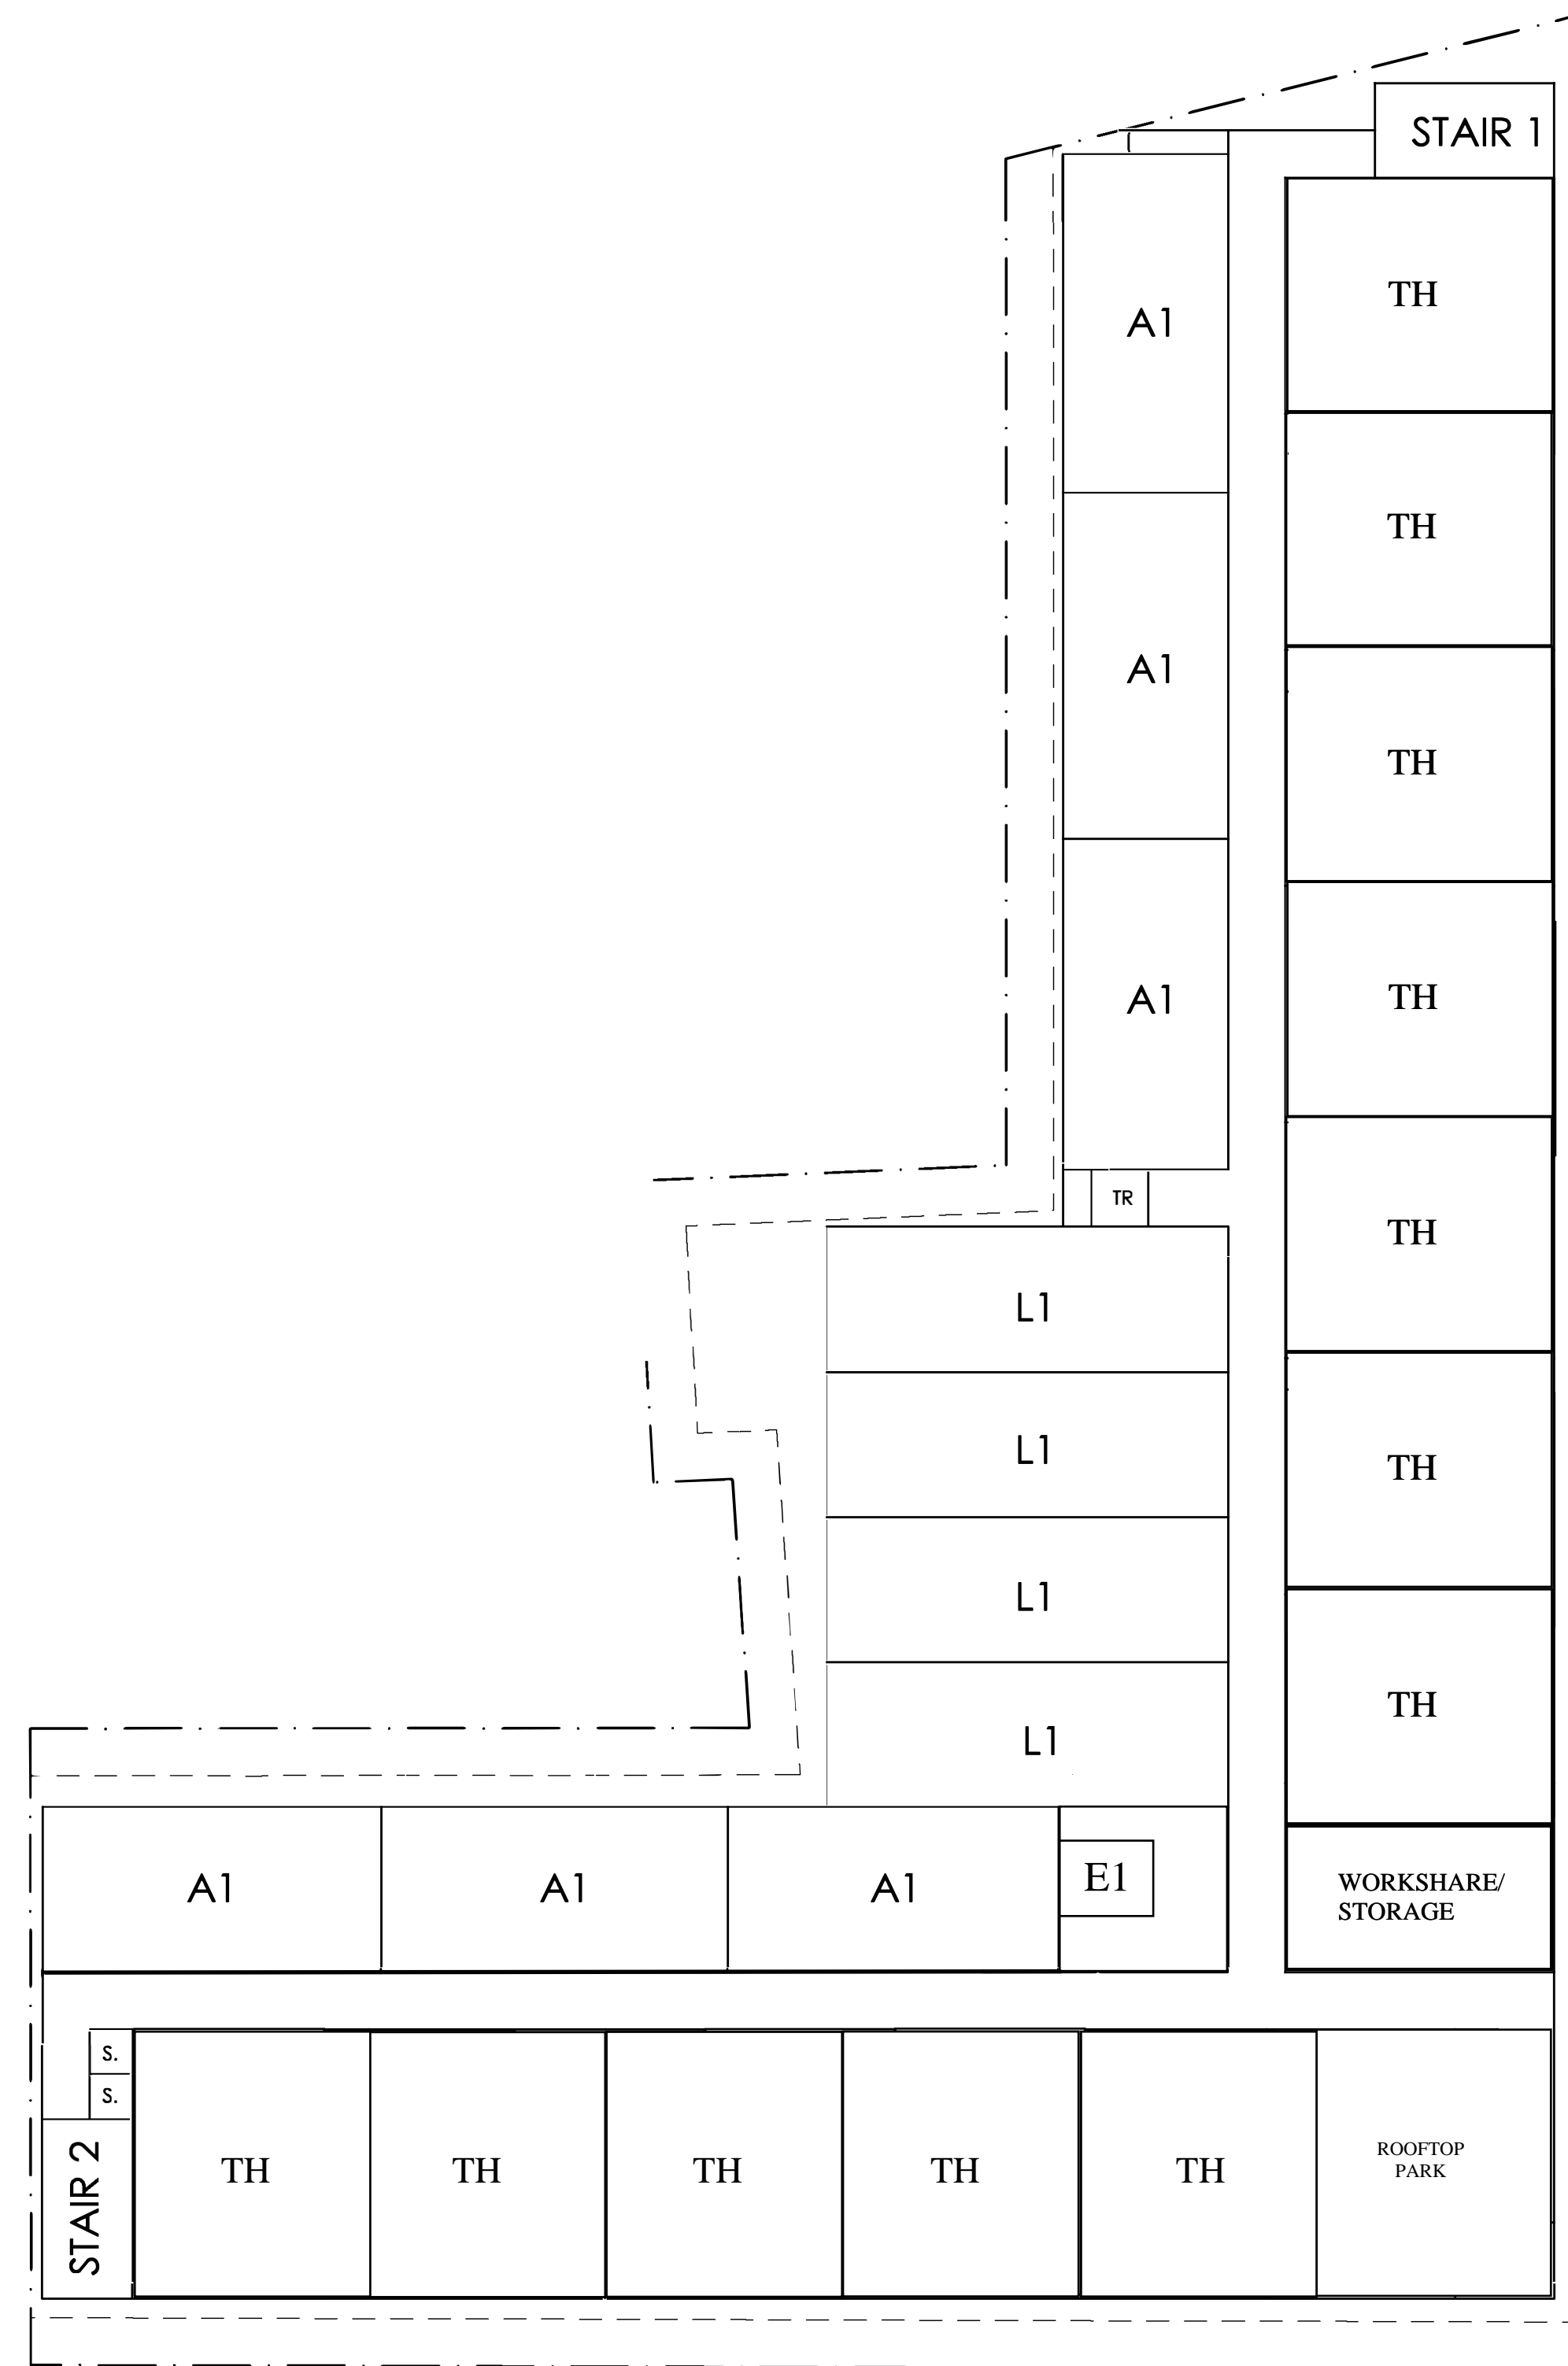 STAIR 1
TH
A1
TH
A1
TH
A1
TH
TR
TH
L1
L1
TH
L1
TH
L1
A1
A1
A1
E1
WORKSHARE/
STORAGE
S.
S.
STAIR 2
TH
TH
TH
TH
TH
ROOFTOP
PARK